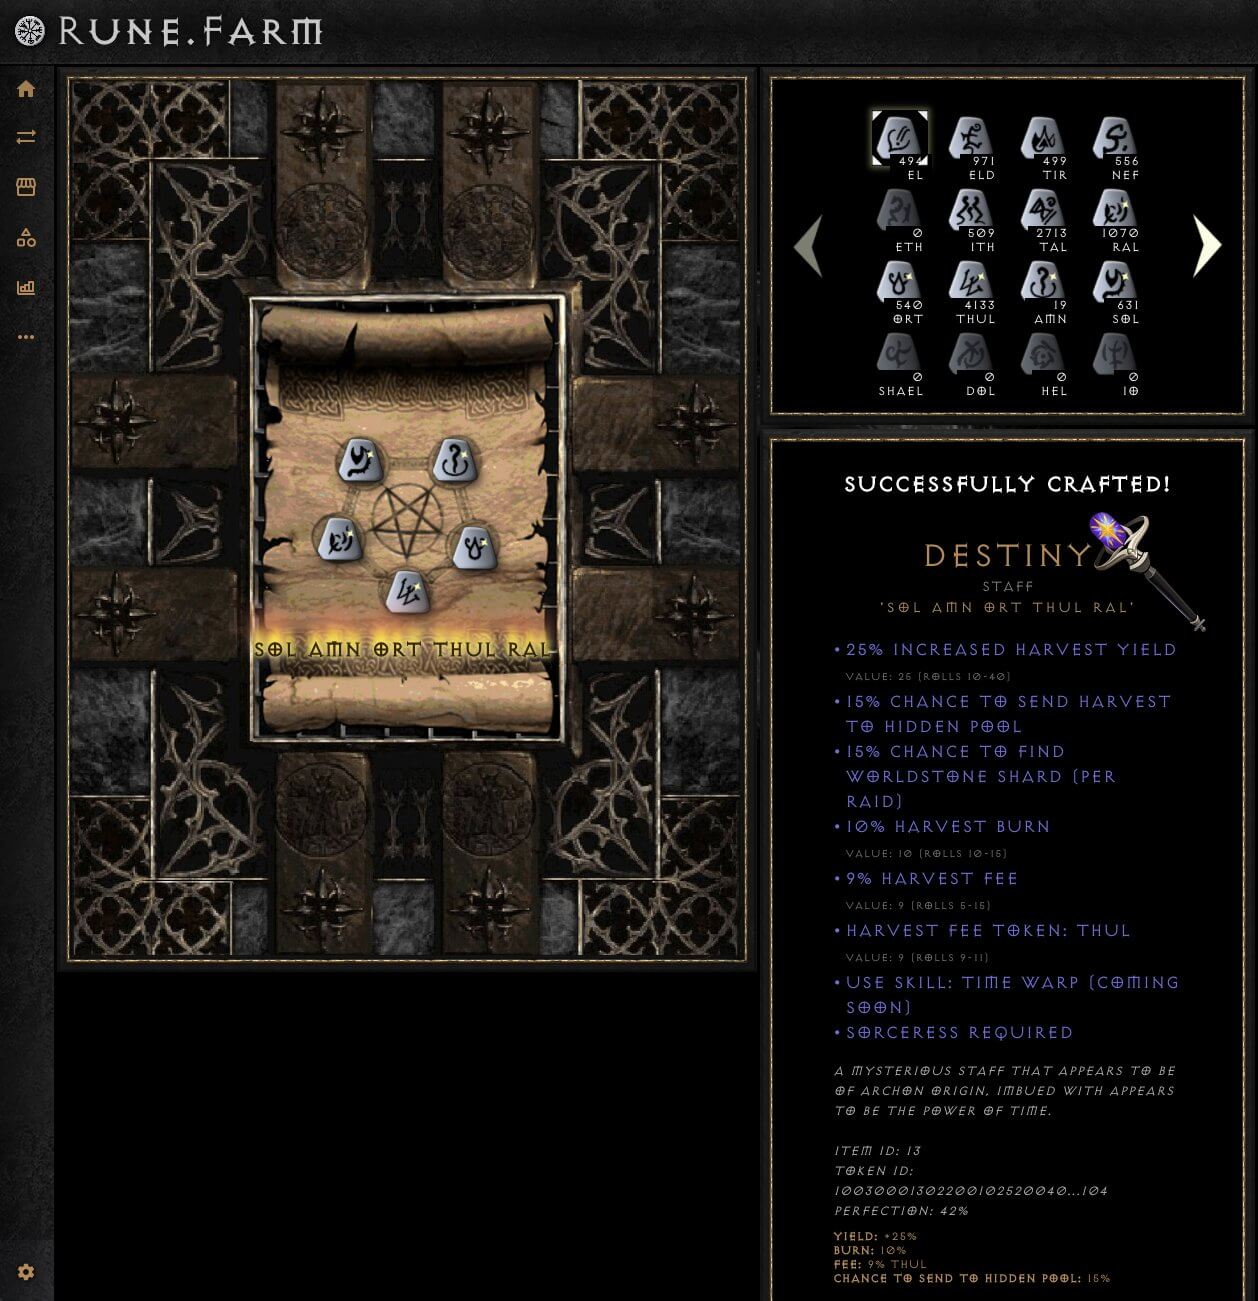 RUNE.FARM
494 971 499 556
EL ELD TIR NEF
0 509 2713 1070
ETH ITH TAL RAL
540 4133 19 631
ORT THUL AMN SOL
0 0 0 0
SHAEL DOL HEL IO
SOL AMN ORT THUL RAL
SUCCESSFULLY CRAFTED!
DESTINY
STAFF
'SOL AMN ORT THUL RAL'
• 25% INCREASED HARVEST YIELD
VALUE: 25 (ROLLS 10-40)
• 15% CHANCE TO SEND HARVEST
TO HIDDEN POOL
• 15% CHANCE TO FIND
WORLDSTONE SHARD (PER
RAID)
• 10% HARVEST BURN
VALUE: 10 (ROLLS 10-15)
• 9% HARVEST FEE
VALUE: 9 (ROLLS 5-15)
• HARVEST FEE TOKEN: THUL
VALUE: 9 (ROLLS 9-11)
• USE SKILL: TIME WARP (COMING
SOON)
• SORCERESS REQUIRED
A MYSTERIOUS STAFF THAT APPEARS TO BE
OF ARCHON ORIGIN, IMBUED WITH APPEARS
TO BE THE POWER OF TIME.
ITEM ID: 13
TOKEN ID:
1003000130220010252004​0...104
PERFECTION: 42%
YIELD: +25%
BURN: 10%
FEE: 9% THUL
CHANCE TO SEND TO HIDDEN POOL: 15%